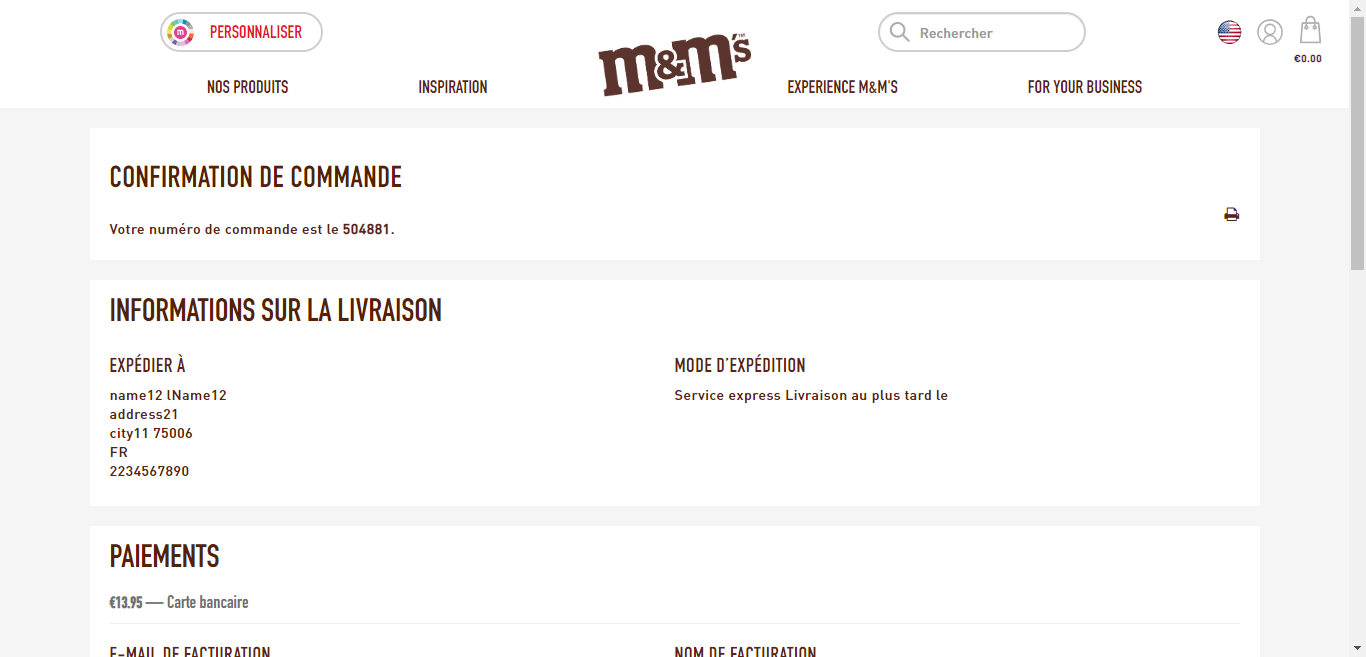 PERSONNALISER
m&m's™
Rechercher
€0.00
NOS PRODUITS
INSPIRATION
EXPERIENCE M&M'S
FOR YOUR BUSINESS
CONFIRMATION DE COMMANDE
Votre numéro de commande est le 504881.
INFORMATIONS SUR LA LIVRAISON
EXPÉDIER À
name12 lName12
address21
city11 75006
FR
2234567890
MODE D'EXPÉDITION
Service express Livraison au plus tard le
PAIEMENTS
€13.95 — Carte bancaire
E-MAIL DE FACTURATION
NOM DE FACTURATION